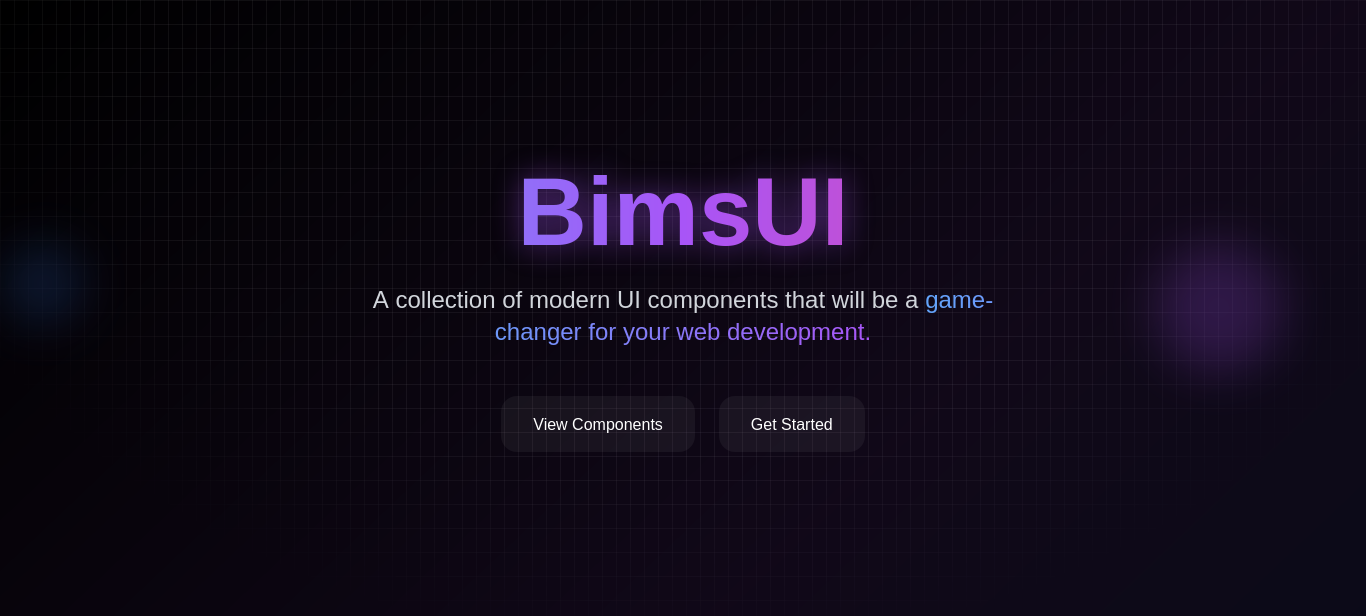 BimsUI
A collection of modern UI components that will be a game-
changer for your web development.
View Components
Get Started